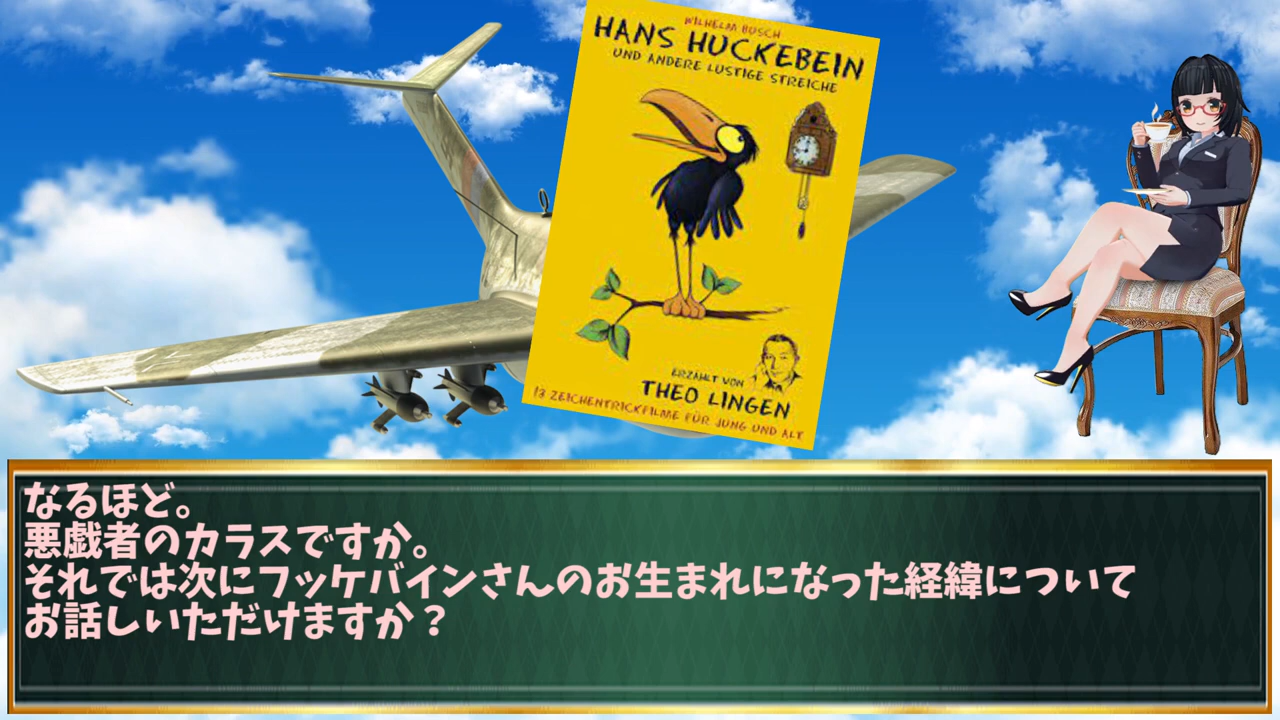 WILHELM BUSCH
HANS HUCKEBEIN
UND ANDERE LUSTIGE STREICHE
ERZÄHLT VON
THEO LINGEN
13 ZEICHENTRICKFILME FÜR JUNG UND ALT
なるほど。
悪戯者のカラスですか。
それでは次にフッケバインさんのお生まれになった経緯について
お話しいただけますか？